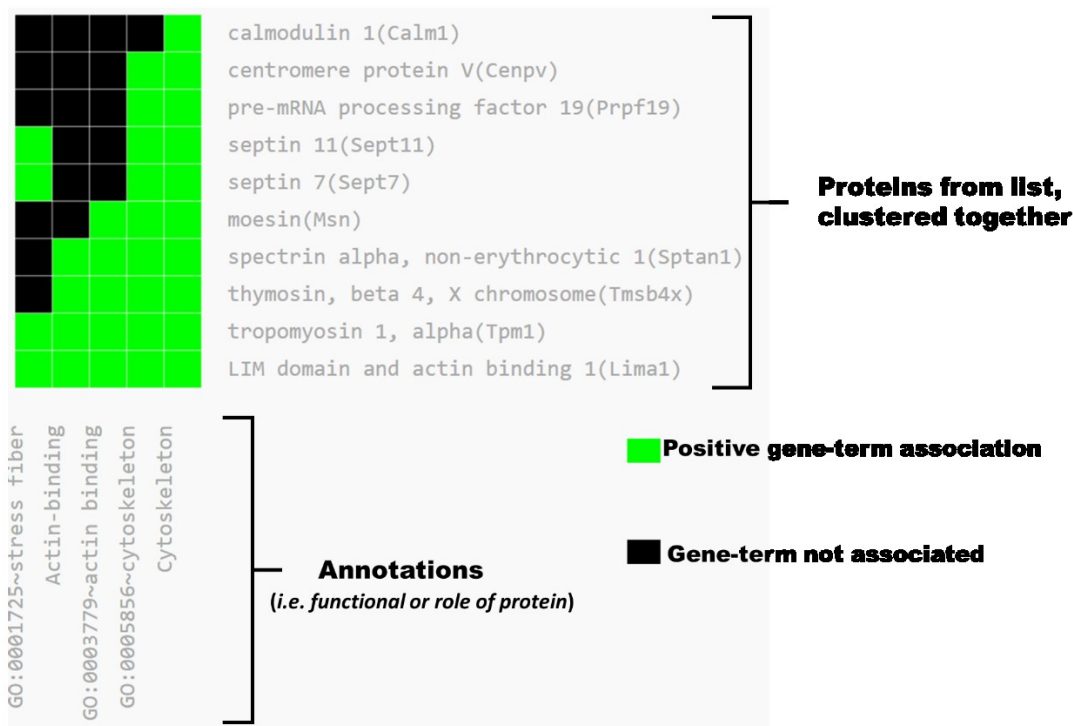 calmodulin 1(Calm1)
centromere protein V(Cenpv)
pre-mRNA processing factor 19(Prpf19)
septin 11(Sept11)
septin 7(Sept7)
moesin(Msn)
spectrin alpha, non-erythrocytic 1(Sptan1)
thymosin, beta 4, X chromosome(Tmsb4x)
tropomyosin 1, alpha(Tpm1)
LIM domain and actin binding 1(Lima1)
Proteins from list,
clustered together
GO:0001725~stress fiber
Actin-binding
GO:0003779~actin binding
GO:0005856~cytoskeleton
Cytoskeleton
Annotations
(i.e. functional or role of protein)
Positive gene-term association
Gene-term not associated